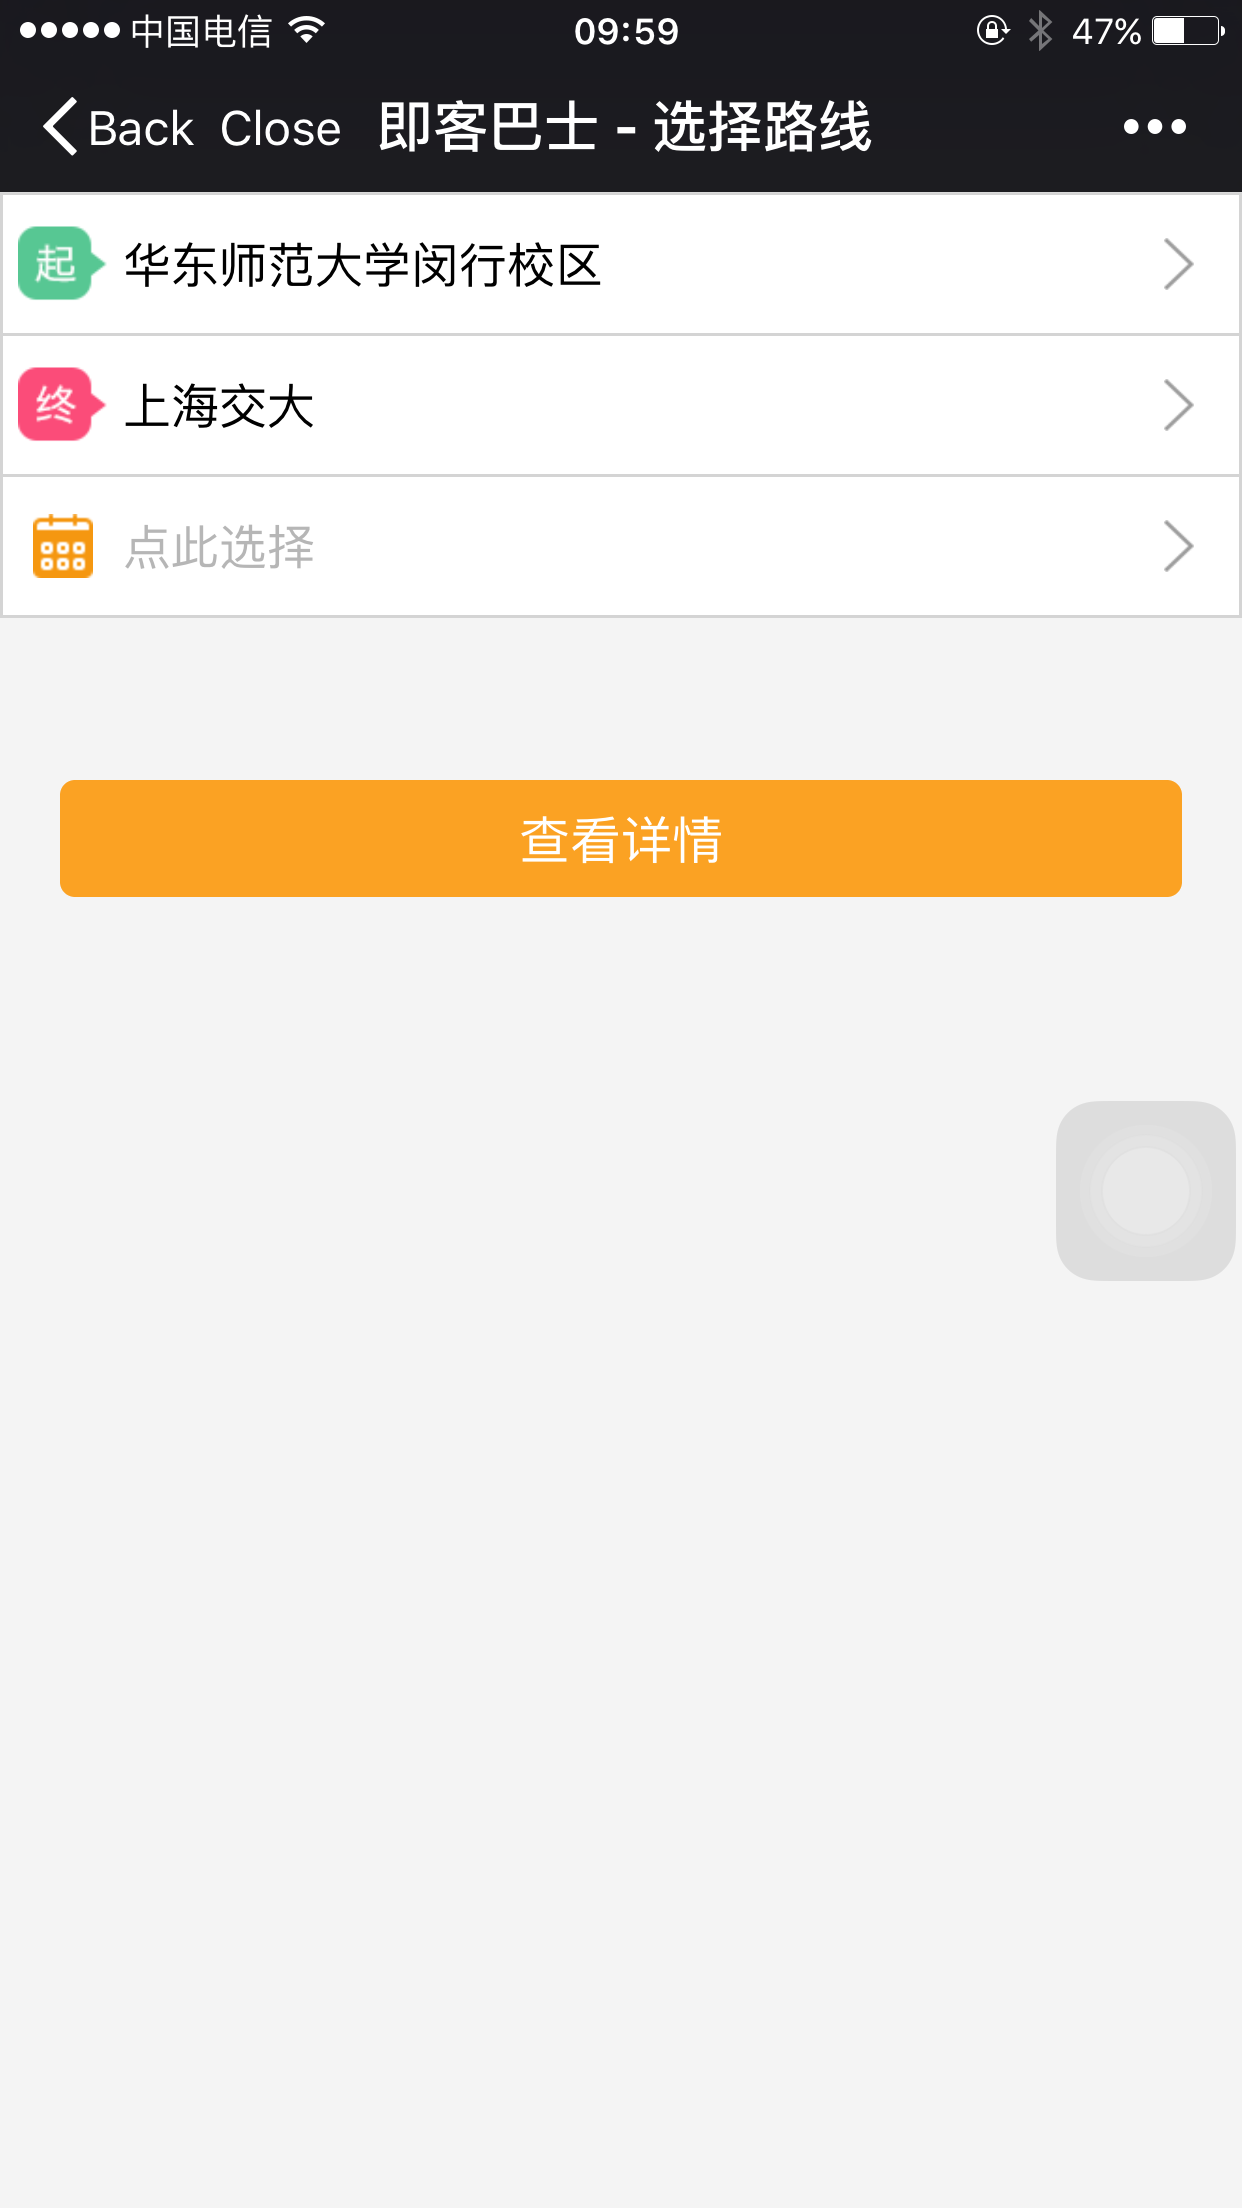 中国电信 09:59 47%
Back Close 即客巴士 - 选择路线
起 华东师范大学闵行校区
终 上海交大
点此选择
查看详情